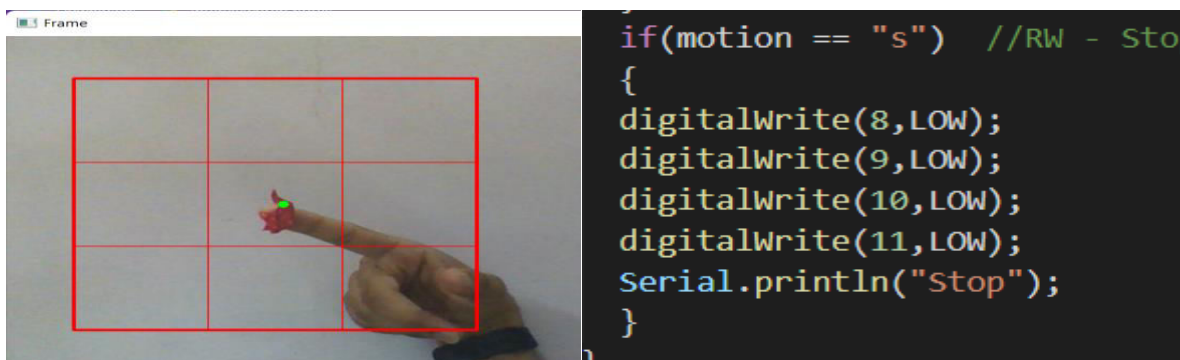 Frame
if(motion == "s")  //RW - Sto
{
digitalWrite(8,LOW);
digitalWrite(9,LOW);
digitalWrite(10,LOW);
digitalWrite(11,LOW);
Serial.println("Stop");
}